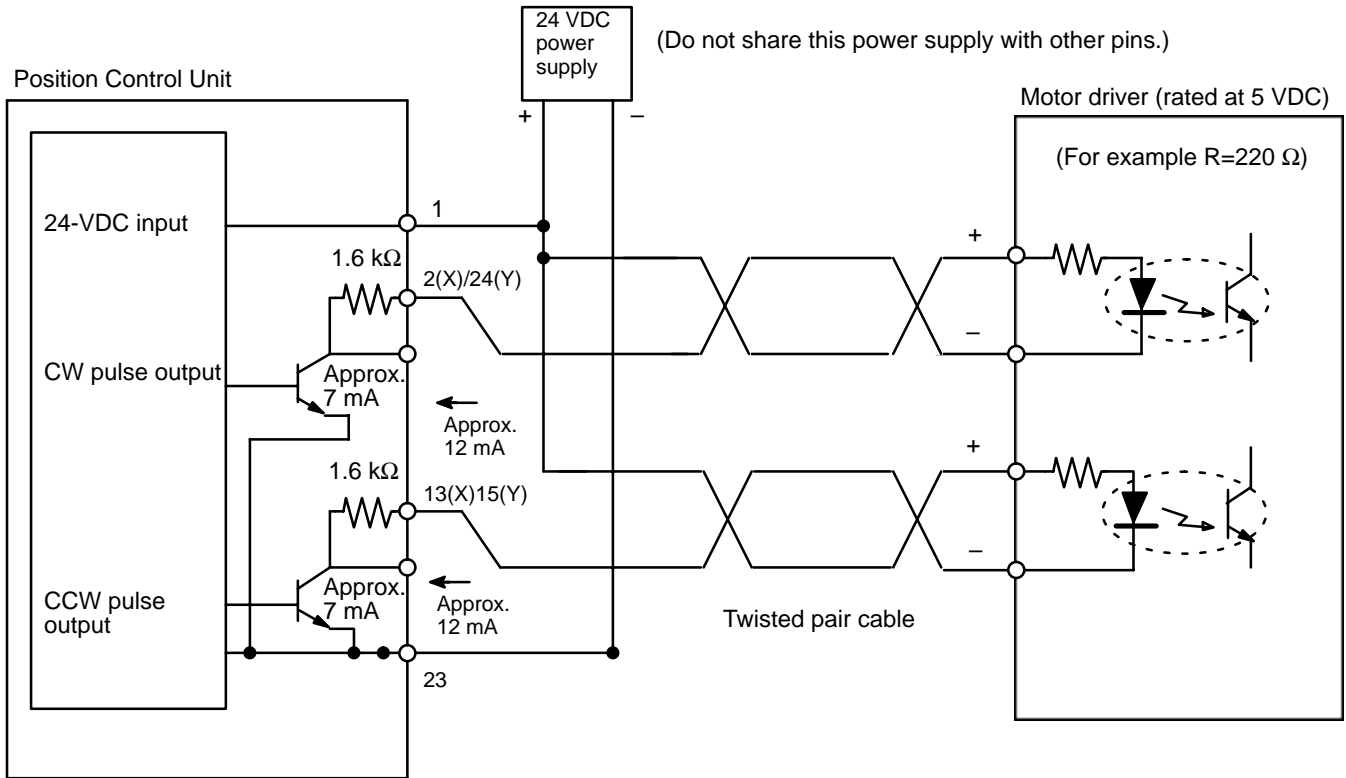 24 VDC
power
supply
(Do not share this power supply with other pins.)
Position Control Unit
+
–
Motor driver (rated at 5 VDC)
(For example R=220 Ω)
24-VDC input
1
1.6 kΩ
2(X)/24(Y)
+
–
CW pulse output
Approx.
7 mA
Approx.
12 mA
1.6 kΩ
13(X)15(Y)
+
–
CCW pulse
output
Approx.
7 mA
Approx.
12 mA
Twisted pair cable
23